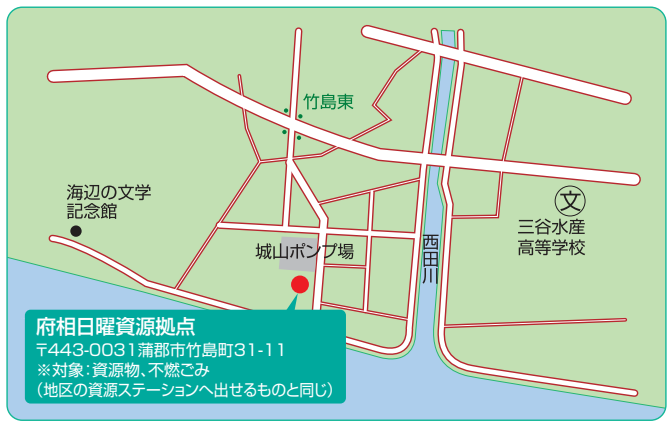 竹島東
海辺の文学
記念館
文
三谷水産
高等学校
城山ポンプ場
西田川
府相日曜資源拠点
〒443-0031蒲郡市竹島町31-11
※対象：資源物、不燃ごみ
（地区の資源ステーションへ出せるものと同じ）